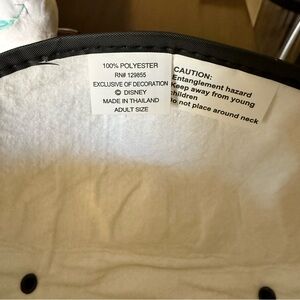 100% POLYESTER
RN# 129855
EXCLUSIVE OF DECORATION
© DISNEY
MADE IN THAILAND
ADULT SIZE
CAUTION:
Entanglement hazard
Keep away from young
children
Do not place around neck